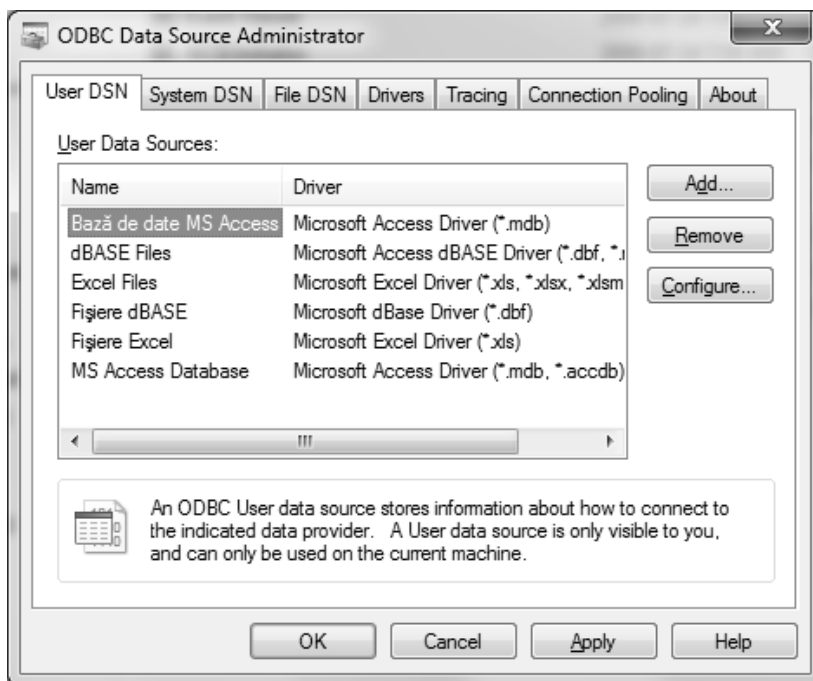 ODBC Data Source Administrator
x
User DSN System DSN File DSN Drivers Tracing Connection Pooling About
User Data Sources:
Name Driver
Bază de date MS Access Microsoft Access Driver (*.mdb)
dBASE Files Microsoft Access dBASE Driver (*.dbf, *.
Excel Files Microsoft Excel Driver (*.xls, *.xlsx, *.xlsm
Fişiere dBASE Microsoft dBase Driver (*.dbf)
Fişiere Excel Microsoft Excel Driver (*.xls)
MS Access Database Microsoft Access Driver (*.mdb, *.accdb)
Add...
Remove
Configure...
An ODBC User data source stores information about how to connect to
the indicated data provider. A User data source is only visible to you,
and can only be used on the current machine.
OK Cancel Apply Help